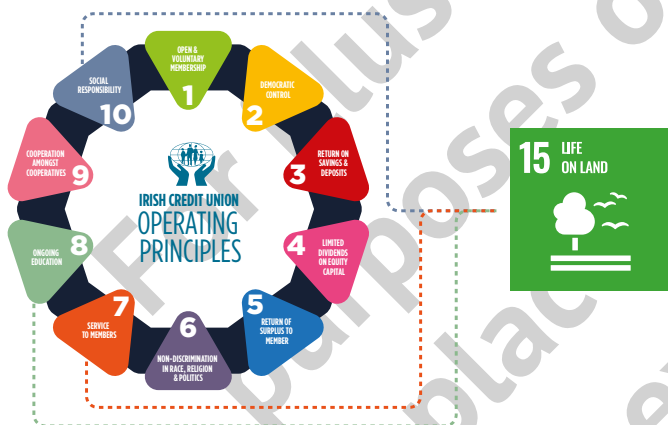 OPEN &
VOLUNTARY
MEMBERSHIP
1
DEMOCRATIC
CONTROL
2
3
RETURN ON
SAVINGS &
DEPOSITS
4
LIMITED
DIVIDENDS
ON EQUITY
CAPITAL
5
RETURN OF
SURPLUS TO
MEMBER
6
NON-DISCRIMINATION
IN RACE, RELIGION
& POLITICS
7
SERVICE
TO MEMBERS
8
ONGOING
EDUCATION
COOPERATION
AMONGST
COOPERATIVES
9
SOCIAL
RESPONSIBILITY
10
IRISH CREDIT UNION
OPERATING
PRINCIPLES
15 LIFE
ON LAND
For
purposes o